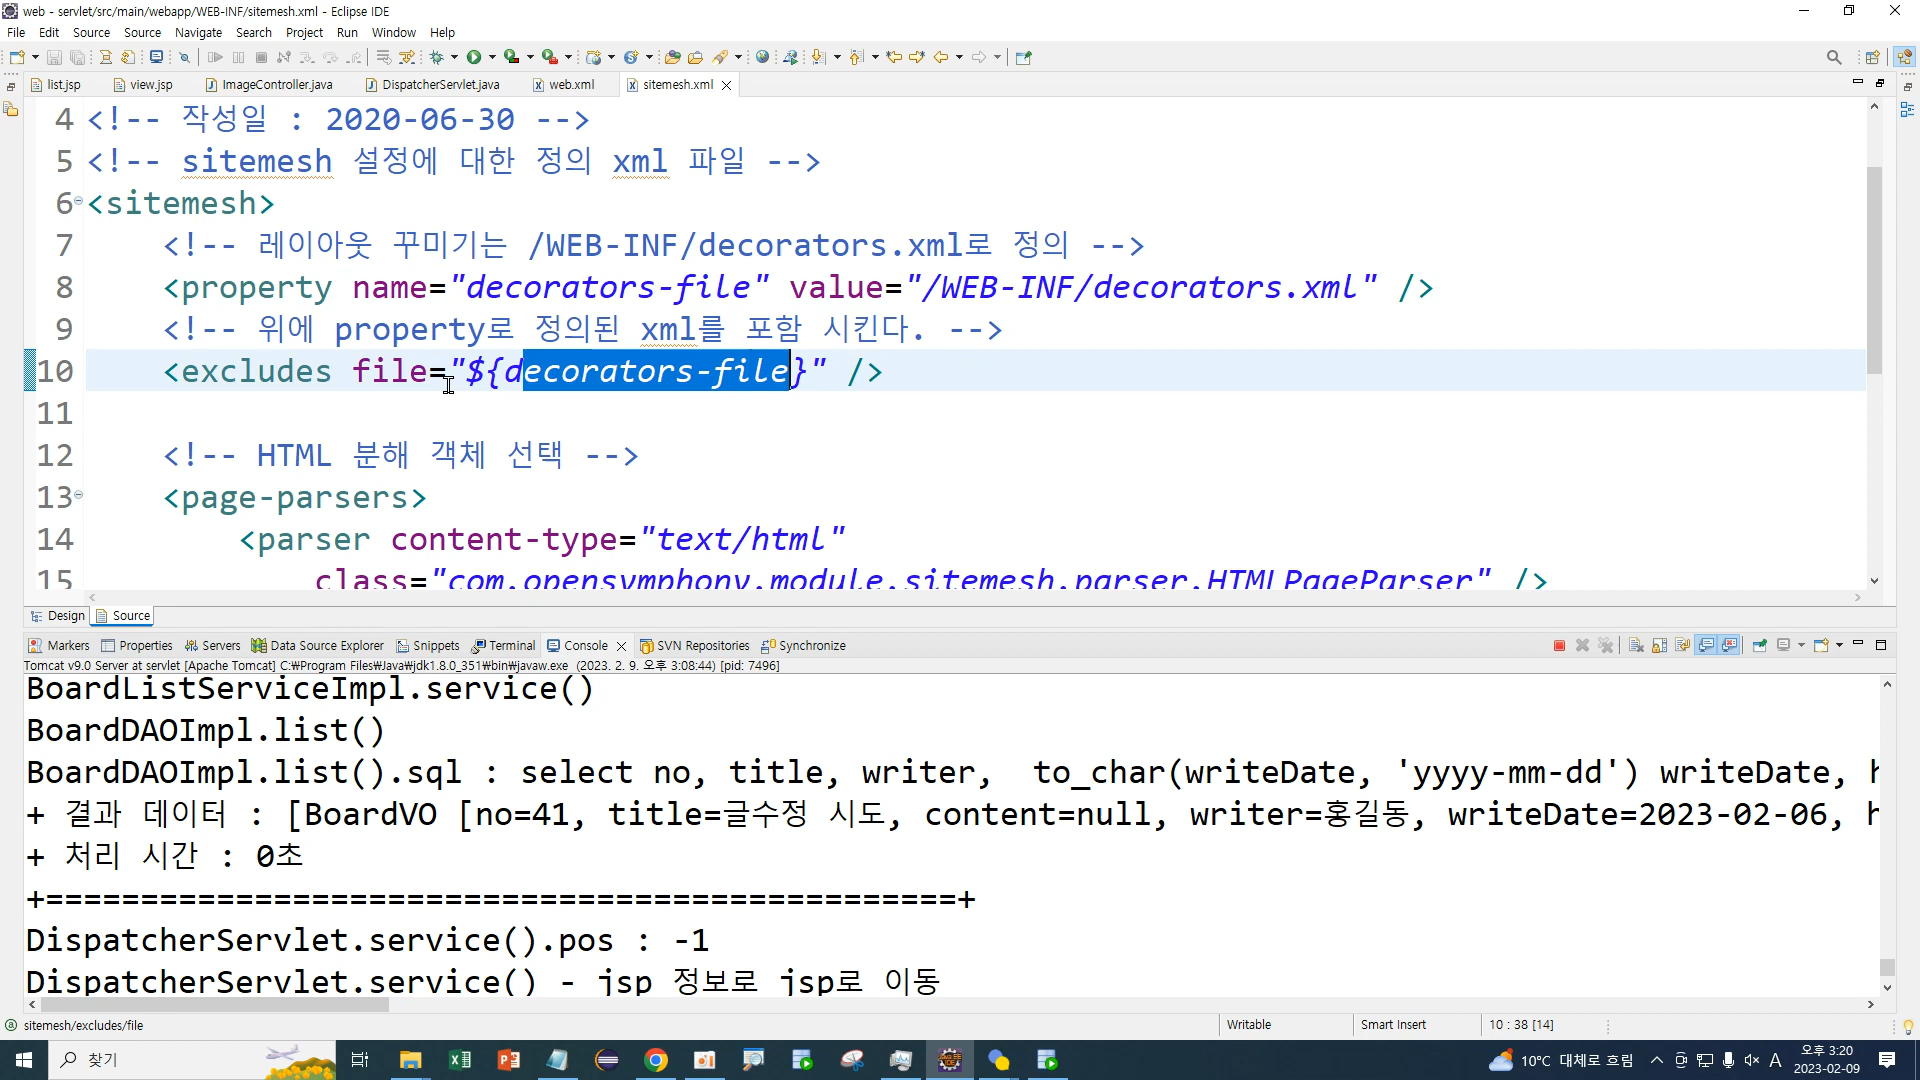 web - servlet/src/main/webapp/WEB-INF/sitemesh.xml - Eclipse IDE
File Edit Source Source Navigate Search Project Run Window Help
list.jsp view.jsp ImageController.java DispatcherServlet.java web.xml sitemesh.xml
4 <!-- 작성일 : 2020-06-30 -->
5 <!-- sitemesh 설정에 대한 정의 xml 파일 -->
6 <sitemesh>
7 <!-- 레이아웃 꾸미기는 /WEB-INF/decorators.xml로 정의 -->
8 <property name="decorators-file" value="/WEB-INF/decorators.xml" />
9 <!-- 위에 property로 정의된 xml를 포함 시킨다. -->
10 <excludes file="${decorators-file}" />
11
12 <!-- HTML 분해 객체 선택 -->
13 <page-parsers>
14 <parser content-type="text/html"
15 class="com.opensymphony.module.sitemesh.parser.HTMLPageParser" />
Design Source
Markers Properties Servers Data Source Explorer Snippets Terminal Console SVN Repositories Synchronize
Tomcat v9.0 Server at servlet [Apache Tomcat] C:₩Program Files₩Java₩jdk1.8.0_351₩bin₩javaw.exe (2023. 2. 9. 오후 3:08:44) [pid: 7496]
BoardListServiceImpl.service()
BoardDAOImpl.list()
BoardDAOImpl.list().sql : select no, title, writer, to_char(writeDate, 'yyyy-mm-dd') writeDate, h
+ 결과 데이터 : [BoardVO [no=41, title=글수정 시도, content=null, writer=홍길동, writeDate=2023-02-06, h
+ 처리 시간 : 0초
+================================================+
DispatcherServlet.service().pos : -1
DispatcherServlet.service() - jsp 정보로 jsp로 이동
sitemesh/excludes/file Writable Smart Insert 10 : 38 [14]
찾기 10°C 대체로 흐림 A 오후 3:20
2023-02-09